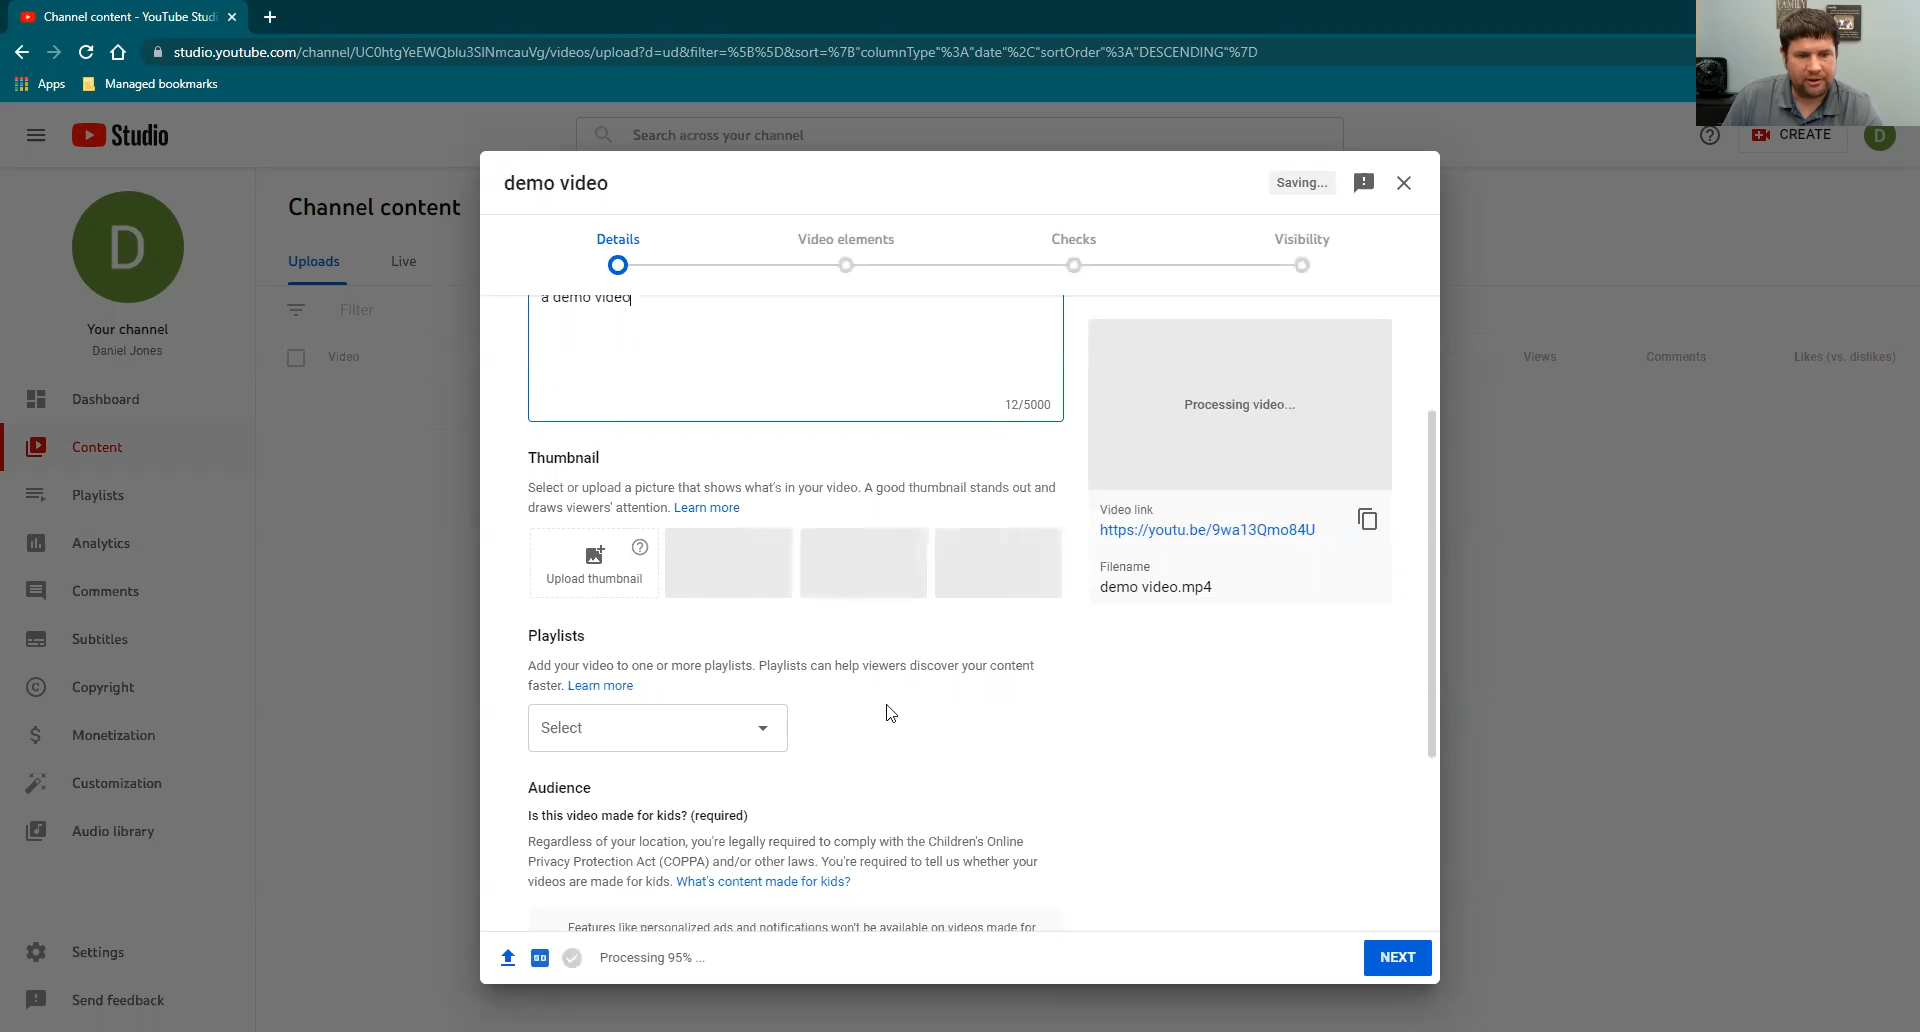 Channel content - YouTube Studi
studio.youtube.com/channel/UC0htgYeEWQblu3SlNmcauVg/videos/upload?d=ud&filter=%5B%5D&sort=%7B"columnType"%3A"date"%2C"sortOrder"%3A"DESCENDING"%7D
Apps
Managed bookmarks
FAMILY
Studio
Search across your channel
CREATE
D
D
Your channel
Daniel Jones
Dashboard
Content
Playlists
Analytics
Comments
Subtitles
Copyright
Monetization
Customization
Audio library
Settings
Send feedback
Channel content
Uploads
Live
Filter
Video
Views
Comments
Likes (vs. dislikes)
demo video
Saving...
Details
Video elements
Checks
Visibility
a demo video
12/5000
Thumbnail
Select or upload a picture that shows what's in your video. A good thumbnail stands out and
draws viewers' attention. Learn more
Upload thumbnail
Playlists
Add your video to one or more playlists. Playlists can help viewers discover your content
faster. Learn more
Select
Audience
Is this video made for kids? (required)
Regardless of your location, you're legally required to comply with the Children's Online
Privacy Protection Act (COPPA) and/or other laws. You're required to tell us whether your
videos are made for kids. What's content made for kids?
Features like personalized ads and notifications won't be available on videos made for
Processing video...
Video link
https://youtu.be/9wa13Qmo84U
Filename
demo video.mp4
SD
Processing 95% ...
NEXT